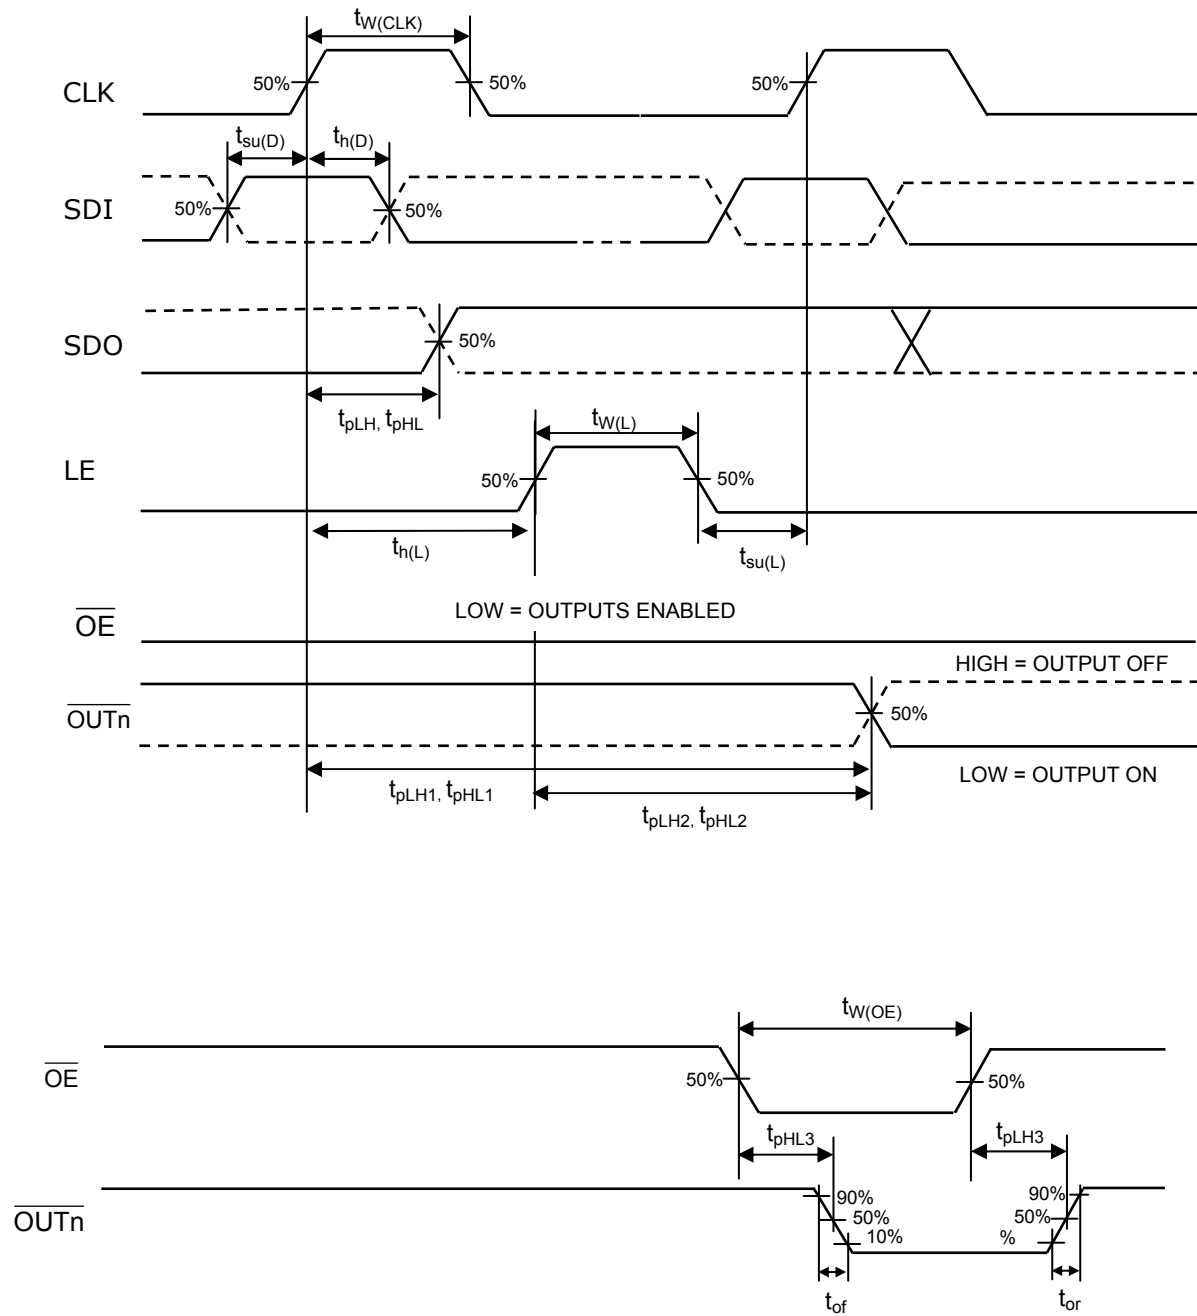 tW(CLK)
50%
50%
50%
CLK
tsu(D)
th(D)
50%
50%
SDI
50%
SDO
tpLH, tpHL
tW(L)
50%
50%
LE
th(L)
tsu(L)
LOW = OUTPUTS ENABLED
OE
HIGH = OUTPUT OFF
50%
OUTn
LOW = OUTPUT ON
tpLH1, tpHL1
tpLH2, tpHL2
tW(OE)
50%
50%
OE
tpHL3
tpLH3
90%
90%
50%
50%
10%
%
OUTn
tof
tor